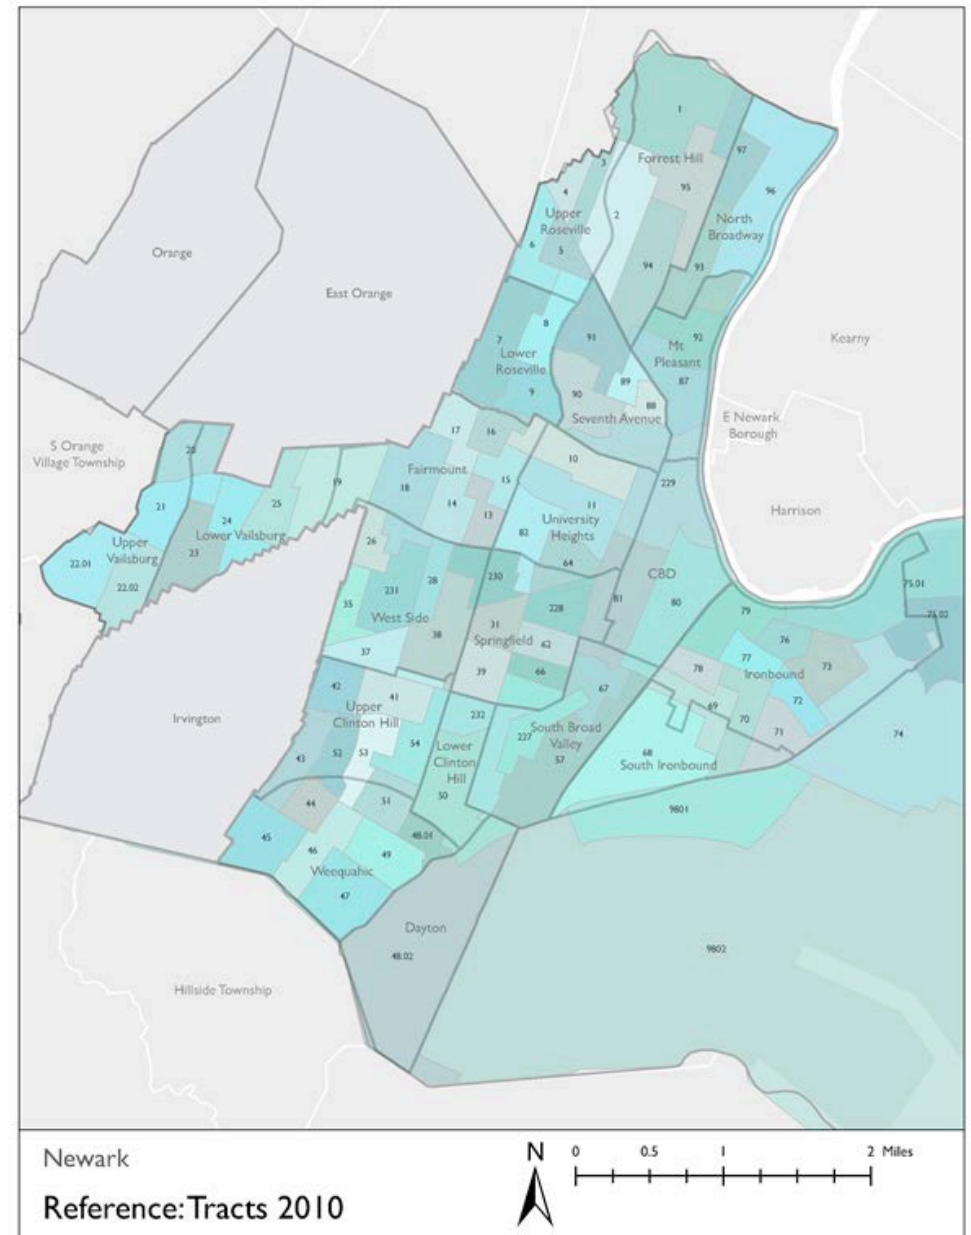 1
Forrest Hill
97
3
95
96
4
2
Upper
Roseville
North
Broadway
6
5
Orange
94
93
East Orange
8
7
91
92
Kearny
Mt
Pleasant
Lower
Roseville
89
87
9
90
88
Seventh Avenue
E Newark
Borough
17
16
S Orange
Village Township
20
10
Fairmount
19
18
15
229
25
21
14
13
11
Harrison
24
Lower Vailsburg
University
Heights
82
26
Upper
Vailsburg
23
22.01
64
CBD
22.02
230
28
75.01
231
35
81
80
228
79
75.02
West Side
31
38
Springfield
62
76
37
77
73
39
66
78
Ironbound
42
67
41
72
69
Upper
Clinton Hill
232
70
Irvington
South Broad
Valley
227
71
74
54
52
53
Lower
Clinton
Hill
43
57
68
South Ironbound
50
44
51
9801
45
48.01
46
49
Weequahic
47
Dayton
9802
48.02
Hillside Township
Newark
Reference: Tracts 2010
N
0 0.5 1 2 Miles